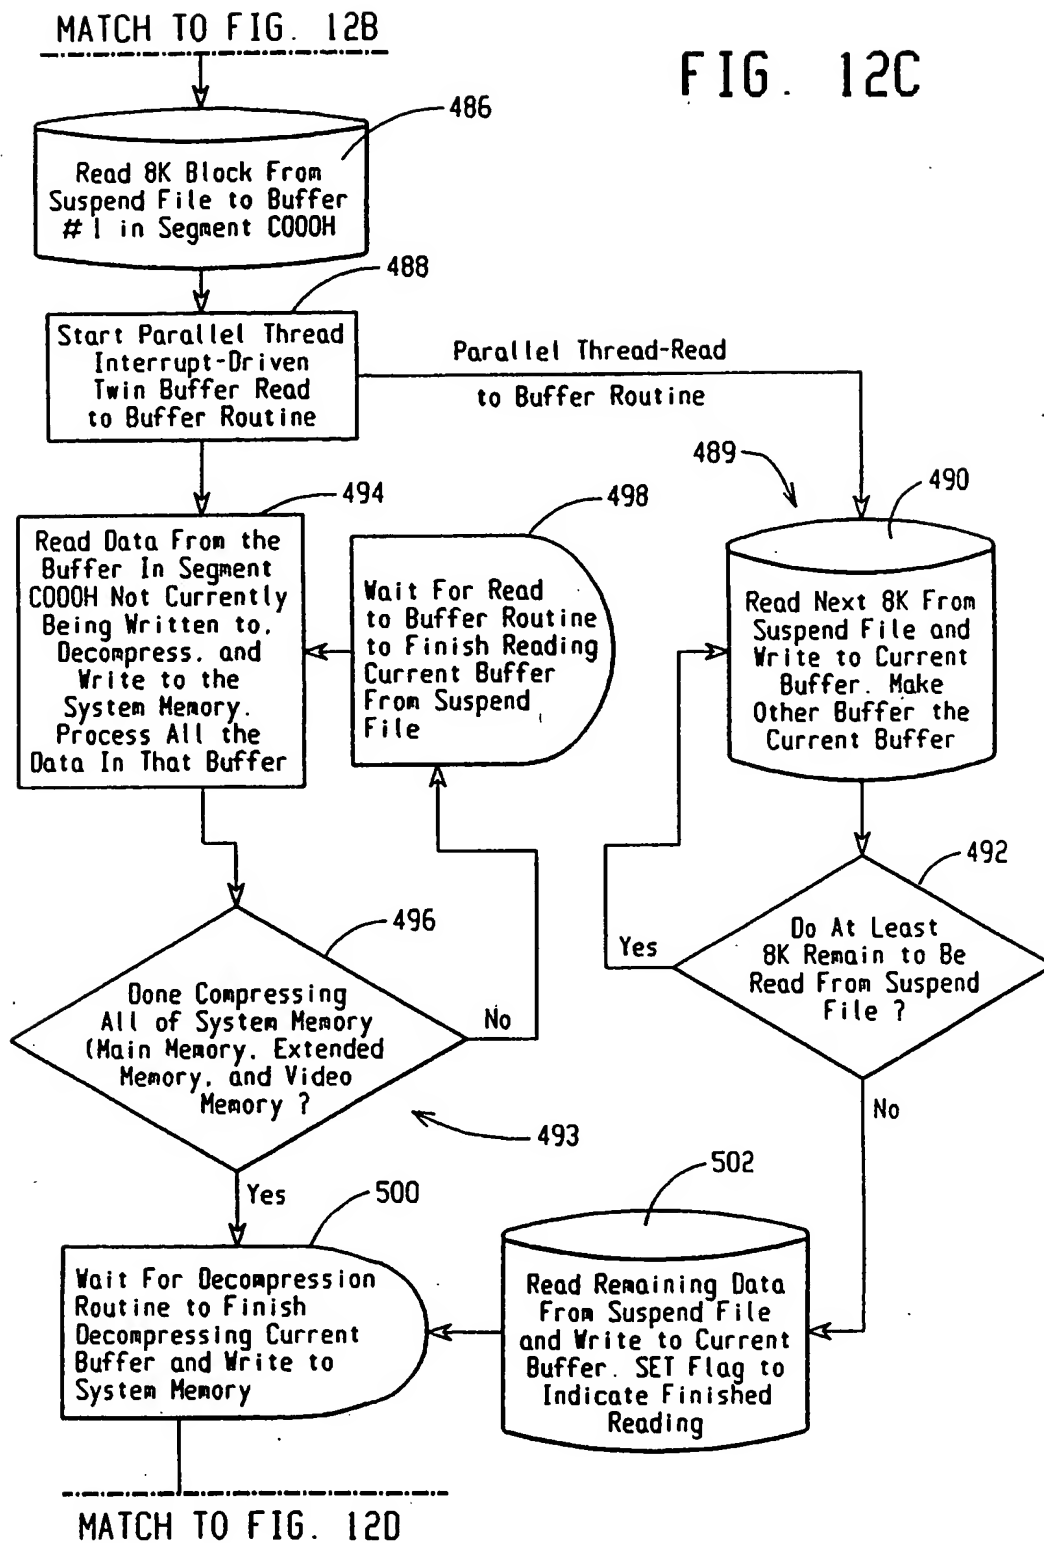 MATCH TO FIG. 12B
FIG. 12C
486
Read 8K Block From
Suspend File to Buffer
#1 in Segment C000H
488
Start Parallel Thread
Interrupt-Driven
Twin Buffer Read
to Buffer Routine
Parallel Thread-Read
to Buffer Routine
489
490
494
Read Data From the
Buffer In Segment
C000H Not Currently
Being Written to,
Decompress, and
Write to the
System Memory.
Process All the
Data In That Buffer
498
Wait For Read
to Buffer Routine
to Finish Reading
Current Buffer
From Suspend
File
Read Next 8K From
Suspend File and
Write to Current
Buffer. Make
Other Buffer the
Current Buffer
492
Do At Least
8K Remain to Be
Read From Suspend
File ?
Yes
No
496
Done Compressing
All of System Memory
(Main Memory, Extended
Memory, and Video
Memory ?
No
493
Yes
500
Wait For Decompression
Routine to Finish
Decompressing Current
Buffer and Write to
System Memory
502
Read Remaining Data
From Suspend File
and Write to Current
Buffer. SET Flag to
Indicate Finished
Reading
MATCH TO FIG. 12D